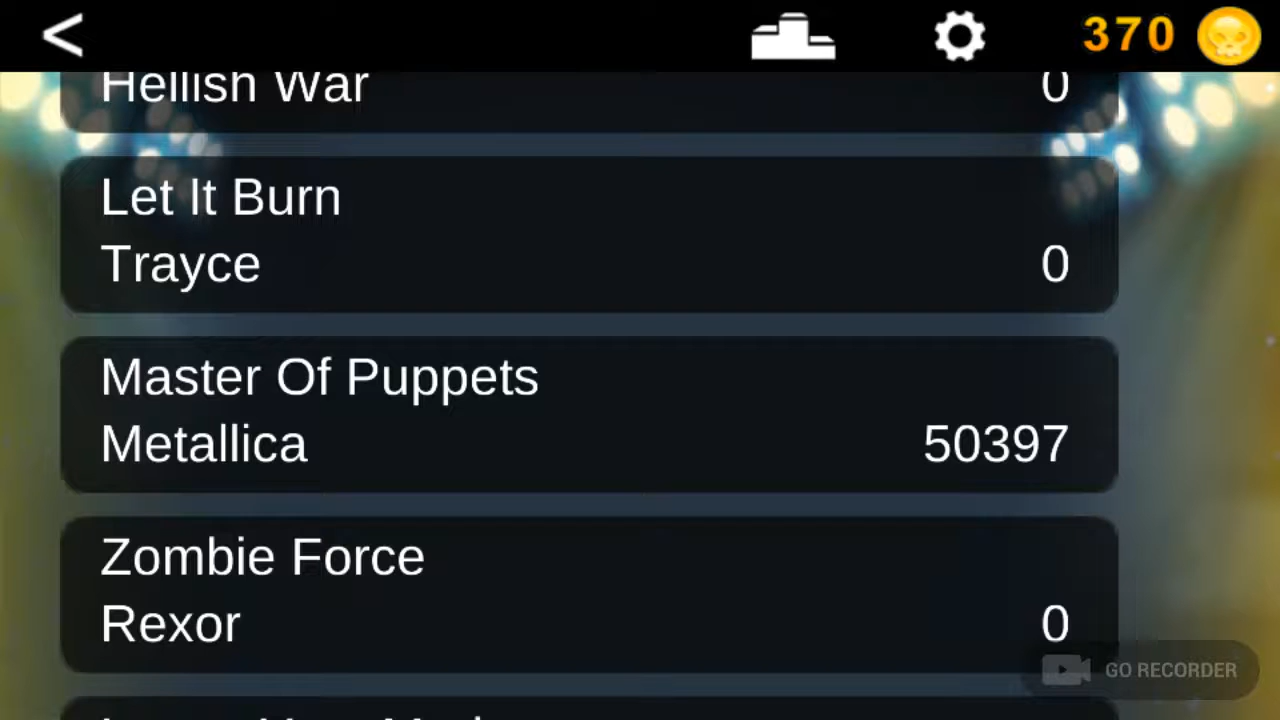 <
370
Hellish War
0
Let It Burn
Trayce
0
Master Of Puppets
Metallica
50397
Zombie Force
Rexor
0
GO RECORDER